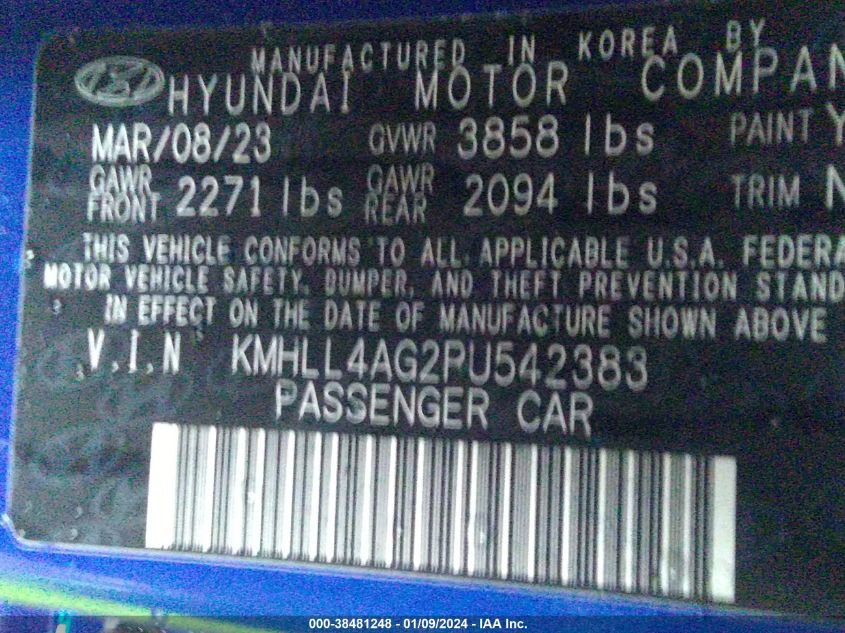 MANUFACTURED IN KOREA BY
HYUNDAI MOTOR COMPAN
MAR/08/23 GVWR 3858 lbs PAINT Y
GAWR FRONT 2271 lbs GAWR REAR 2094 lbs TRIM N
THIS VEHICLE CONFORMS TO ALL APPLICABLE U.S.A. FEDERA
MOTOR VEHICLE SAFETY, BUMPER, AND THEFT PREVENTION STAND
IN EFFECT ON THE DATE OF MANUFACTURE SHOWN ABOVE
V.I.N KMHLL4AG2PU542383
PASSENGER CAR
000-38481248 - 01/09/2024 - IAA Inc.